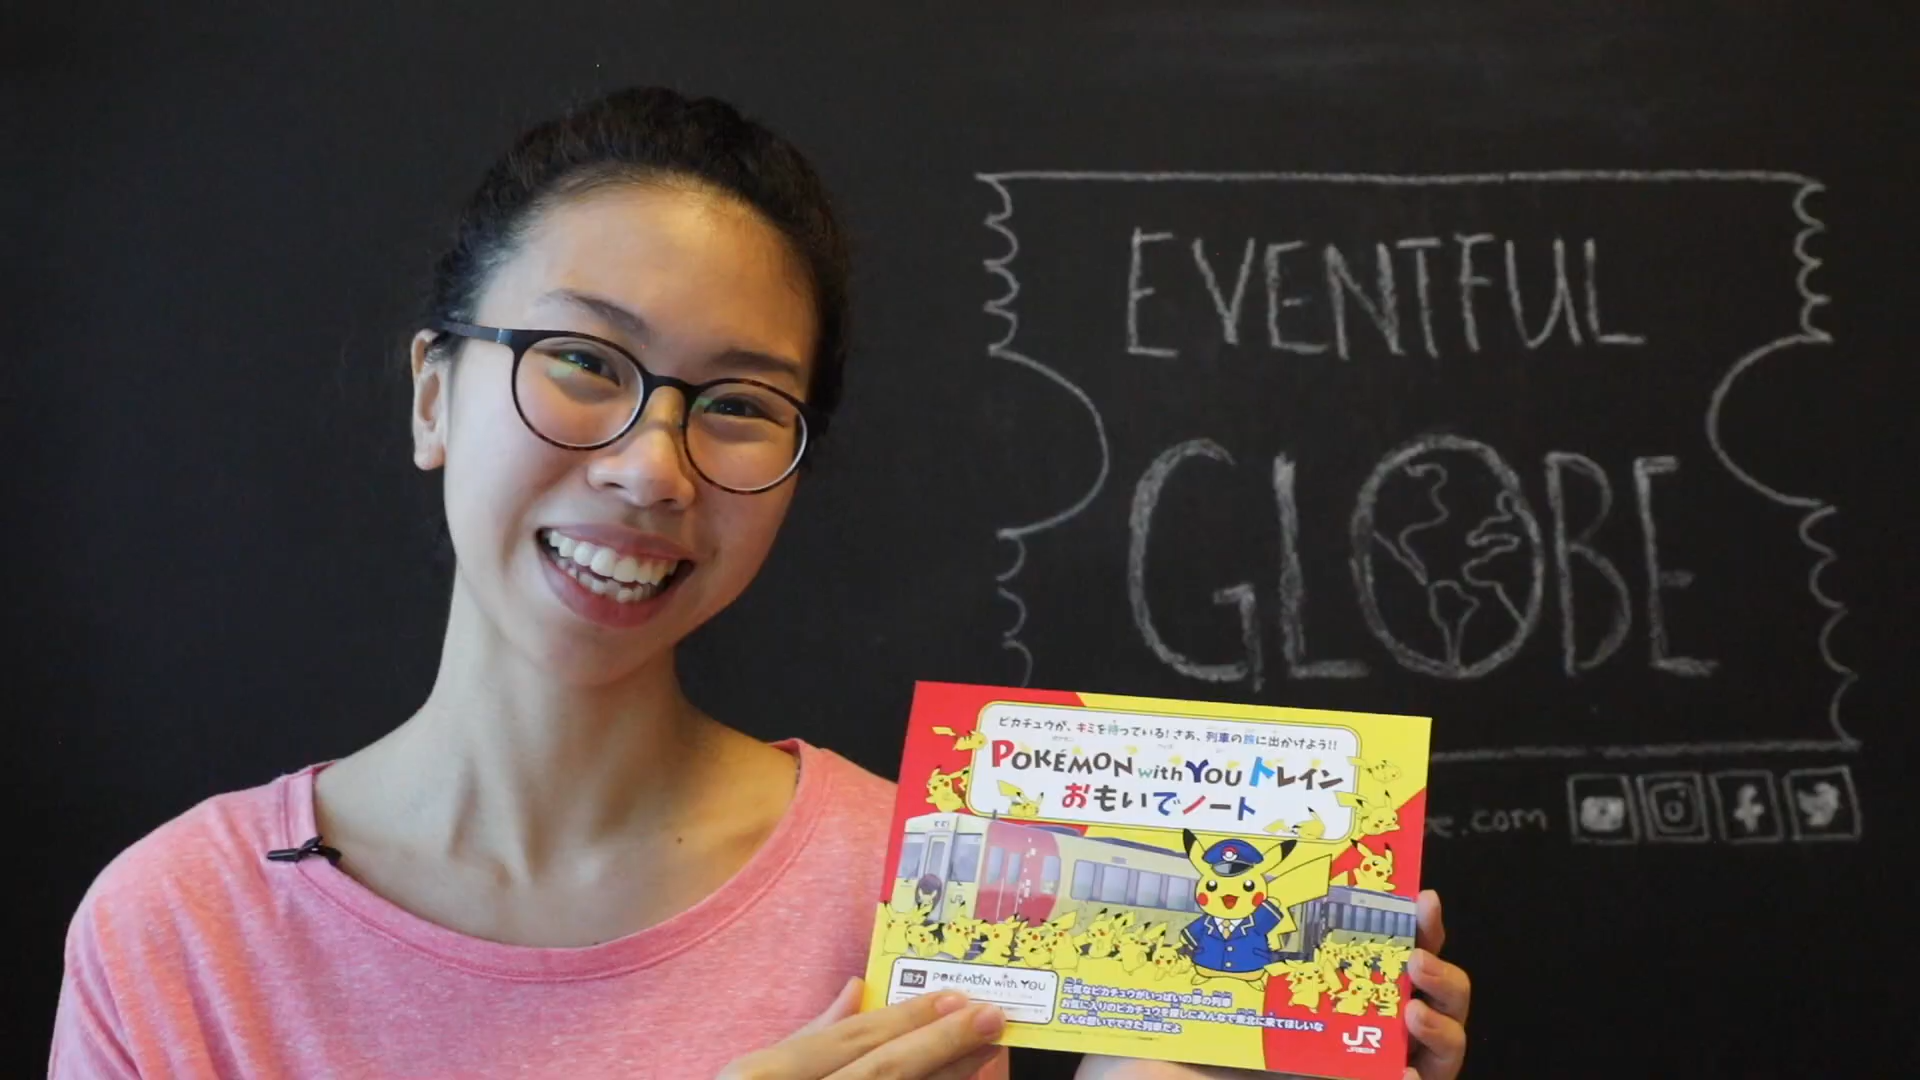 EVENTFUL
GLOBE
e.com
ピカチュウが、キミを待っている！さあ、列車の旅に出かけよう！！
POKÉMON with YOU トレイン
おもいでノート
協力 POKÉMON with YOU
元気なピカチュウがいっぱいの夢の列車
お気に入りのピカチュウを探しにみんなで東北に来てほしいな
そんな想いでできた列車だよ
JR
JR東日本